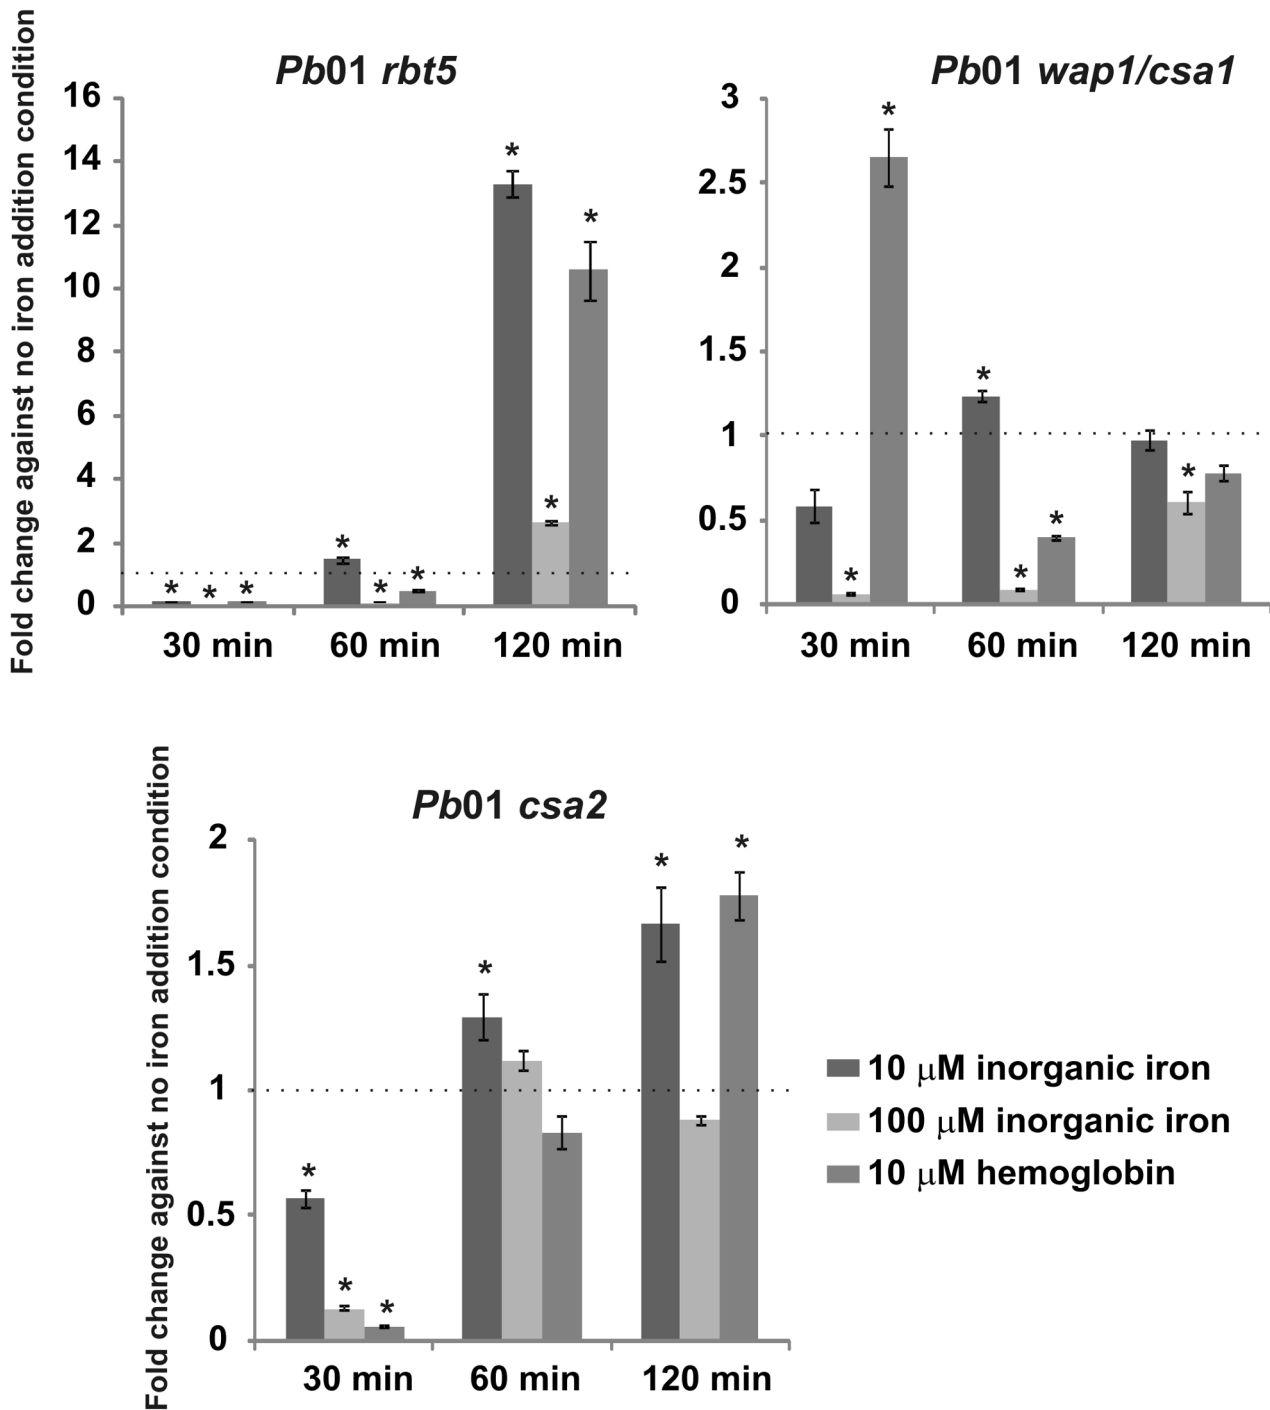 Pb01 rbt5
Fold change against no iron addition condition
16
14
12
10
8
6
4
2
0
* * *
* * *
* * *
30 min 60 min 120 min
Pb01 wap1/csa1
3
2.5
2
1.5
1
0.5
0
* *
* * *
*
30 min 60 min 120 min
Pb01 csa2
Fold change against no iron addition condition
2
1.5
1
0.5
0
* * *
*
* *
30 min 60 min 120 min
10 μM inorganic iron
100 μM inorganic iron
10 μM hemoglobin